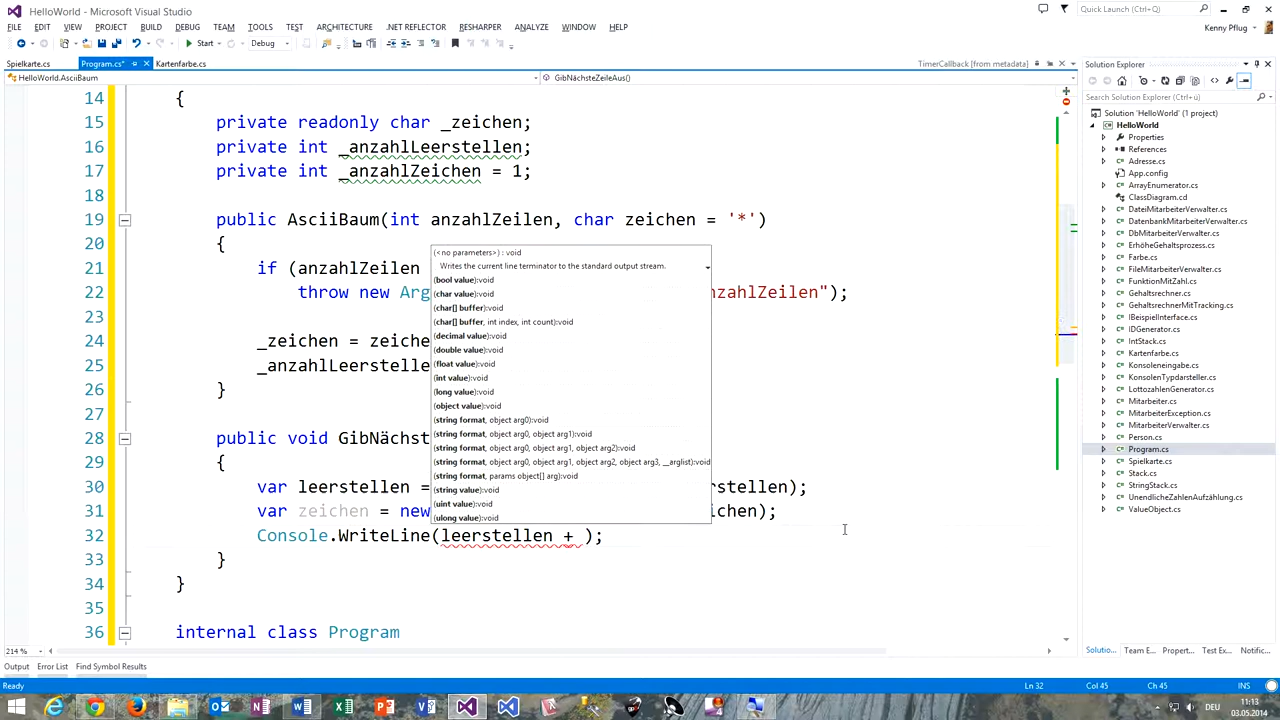 HelloWorld - Microsoft Visual Studio
Quick Launch (Ctrl+Q)
FILE EDIT VIEW PROJECT BUILD DEBUG TEAM TOOLS TEST ARCHITECTURE .NET REFLECTOR RESHARPER ANALYZE WINDOW HELP
Kenny Pflug
Start Debug
Spielkarte.cs Program.cs* Kartenfarbe.cs
TimerCallback [from metadata]
HelloWorld.AsciiBaum GibNächsteZeileAus()
14 {
15 private readonly char _zeichen;
16 private int _anzahlLeerstellen;
17 private int _anzahlZeichen = 1;
18
19 public AsciiBaum(int anzahlZeilen, char zeichen = '*')
20 {
21 if (anzahlZeilen
22 throw new Arg nzahlZeilen");
23
24 _zeichen = zeiche
25 _anzahlLeerstelle
26 }
27
28 public void GibNächst
29 {
30 var leerstellen = rstellen);
31 var zeichen = new ichen);
32 Console.WriteLine(leerstellen + );
33 }
34 }
35
36 internal class Program
(<no parameters>) : void
Writes the current line terminator to the standard output stream.
(bool value):void
(char value):void
(char[] buffer):void
(char[] buffer, int index, int count):void
(decimal value):void
(double value):void
(float value):void
(int value):void
(long value):void
(object value):void
(string format, object arg0):void
(string format, object arg0, object arg1):void
(string format, object arg0, object arg1, object arg2):void
(string format, object arg0, object arg1, object arg2, object arg3, __arglist):void
(string format, params object[] arg):void
(string value):void
(uint value):void
(ulong value):void
Solution Explorer
Search Solution Explorer (Ctrl+ü)
Solution 'HelloWorld' (1 project)
HelloWorld
Properties
References
Adresse.cs
App.config
ArrayEnumerator.cs
ClassDiagram.cd
DateiMitarbeiterVerwalter.cs
DatenbankMitarbeiterVerwalter.cs
DbMitarbeiterVerwalter.cs
ErhöheGehaltsprozess.cs
Farbe.cs
FileMitarbeiterVerwalter.cs
FunktionMitZahl.cs
Gehaltsrechner.cs
GehaltsrechnerMitTracking.cs
IBeispielInterface.cs
IDGenerator.cs
IntStack.cs
Kartenfarbe.cs
Konsoleneingabe.cs
KonsolenTypdarsteller.cs
LottozahlenGenerator.cs
Mitarbeiter.cs
MitarbeiterException.cs
MitarbeiterVerwalter.cs
Person.cs
Program.cs
Spielkarte.cs
Stack.cs
StringStack.cs
UnendlicheZahlenAufzählung.cs
ValueObject.cs
214 %
Solutio... Team E... Propert... Test Ex... Notific...
Output Error List Find Symbol Results
Ready Ln 32 Col 45 Ch 45 INS
DEU
11:13
03.05.2014